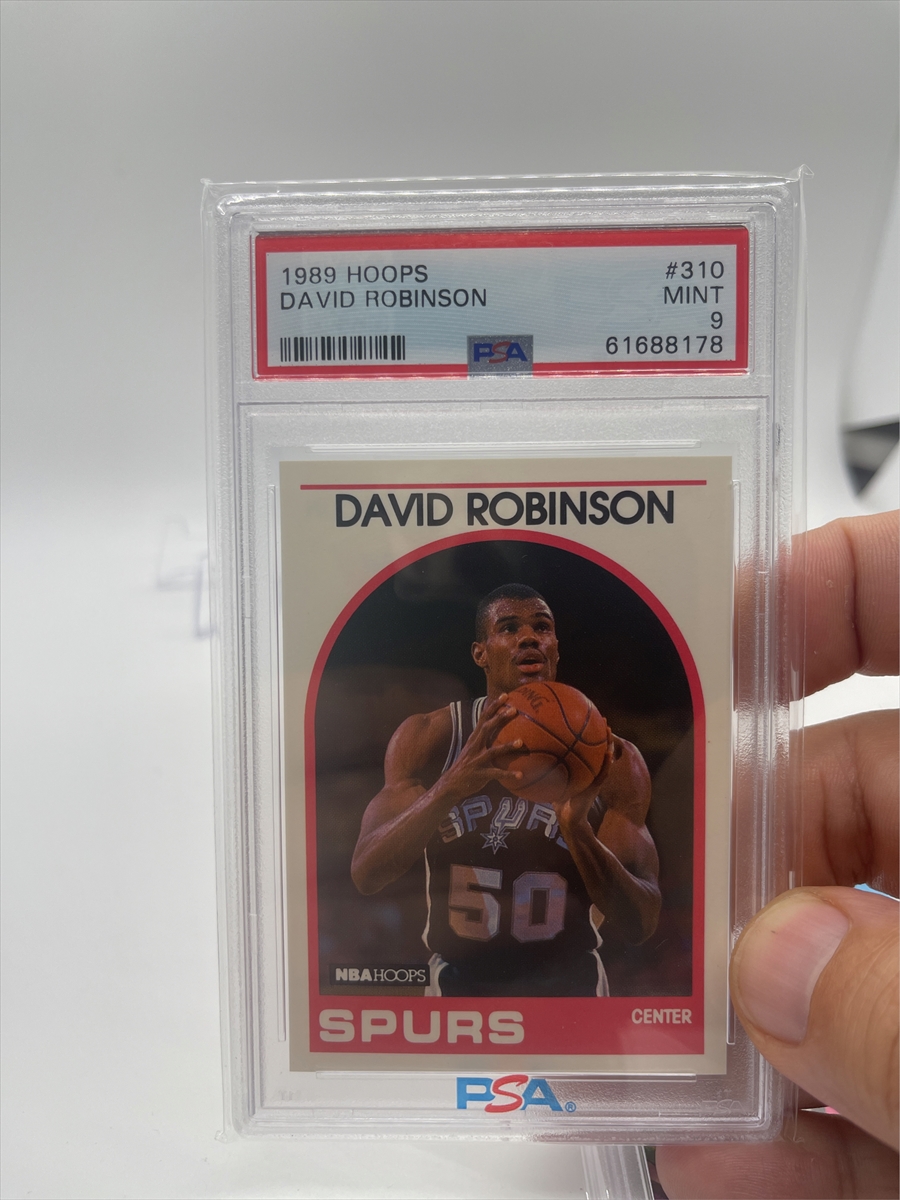 1989 HOOPS #310
DAVID ROBINSON MINT
9
PSA 61688178
DAVID ROBINSON
SPURS
50
NBA HOOPS
SPURS CENTER
PSA®